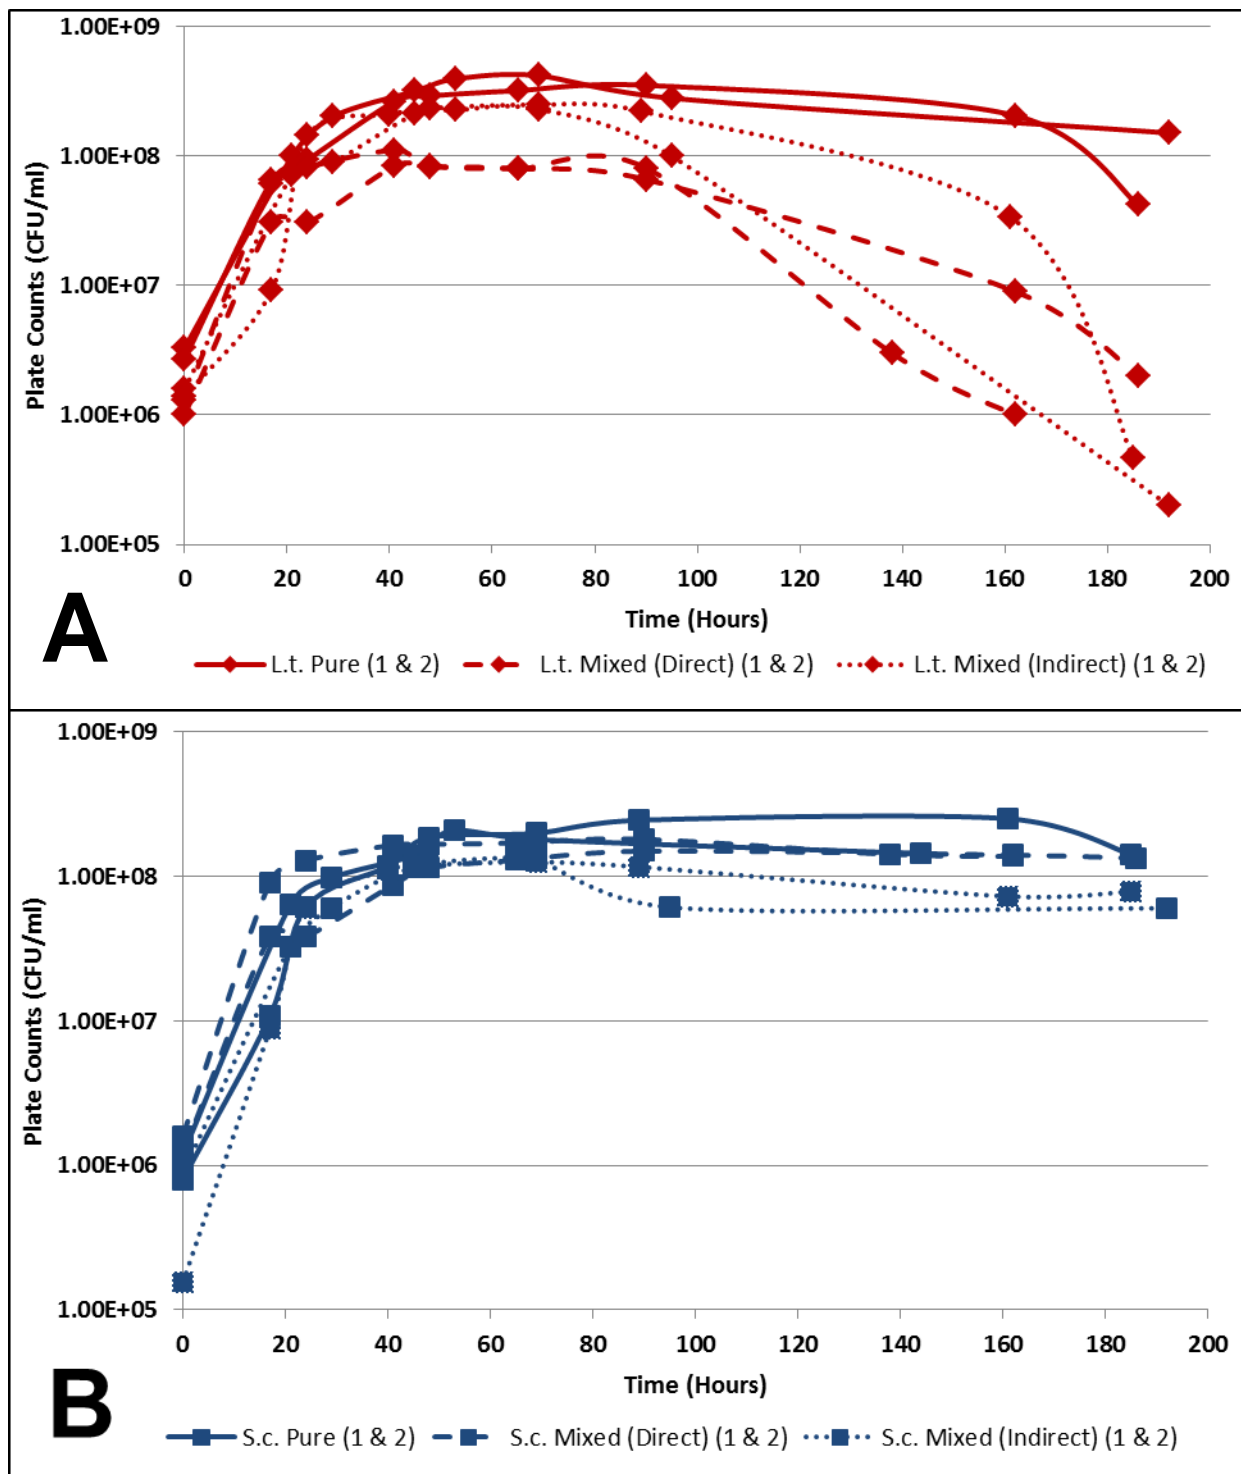 1.00E+09
1.00E+08
1.00E+07
1.00E+06
1.00E+05
Plate Counts (CFU/ml)
0 20 40 60 80 100 120 140 160 180 200
Time (Hours)
A
L.t. Pure (1 & 2) L.t. Mixed (Direct) (1 & 2) L.t. Mixed (Indirect) (1 & 2)
1.00E+09
1.00E+08
1.00E+07
1.00E+06
1.00E+05
Plate Counts (CFU/ml)
0 20 40 60 80 100 120 140 160 180 200
Time (Hours)
B
S.c. Pure (1 & 2) S.c. Mixed (Direct) (1 & 2) S.c. Mixed (Indirect) (1 & 2)